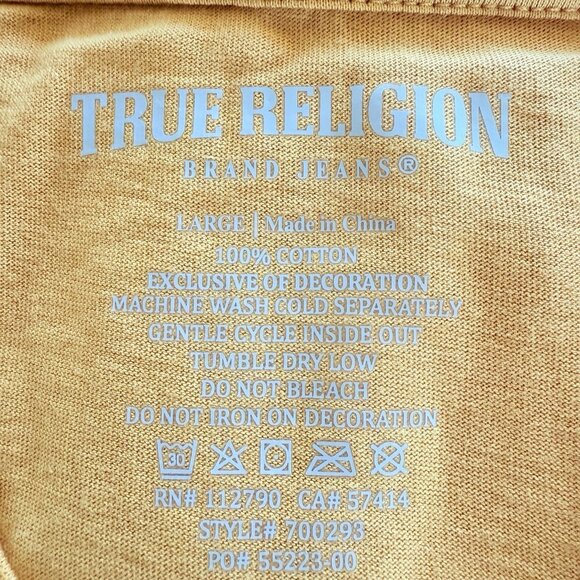 TRUE RELIGION
BRAND JEANS®
LARGE | Made in China
100% COTTON
EXCLUSIVE OF DECORATION
MACHINE WASH COLD SEPARATELY
GENTLE CYCLE INSIDE OUT
TUMBLE DRY LOW
DO NOT BLEACH
DO NOT IRON ON DECORATION
30
RN# 112790 CA# 57414
STYLE# 700293
PO# 55223-00